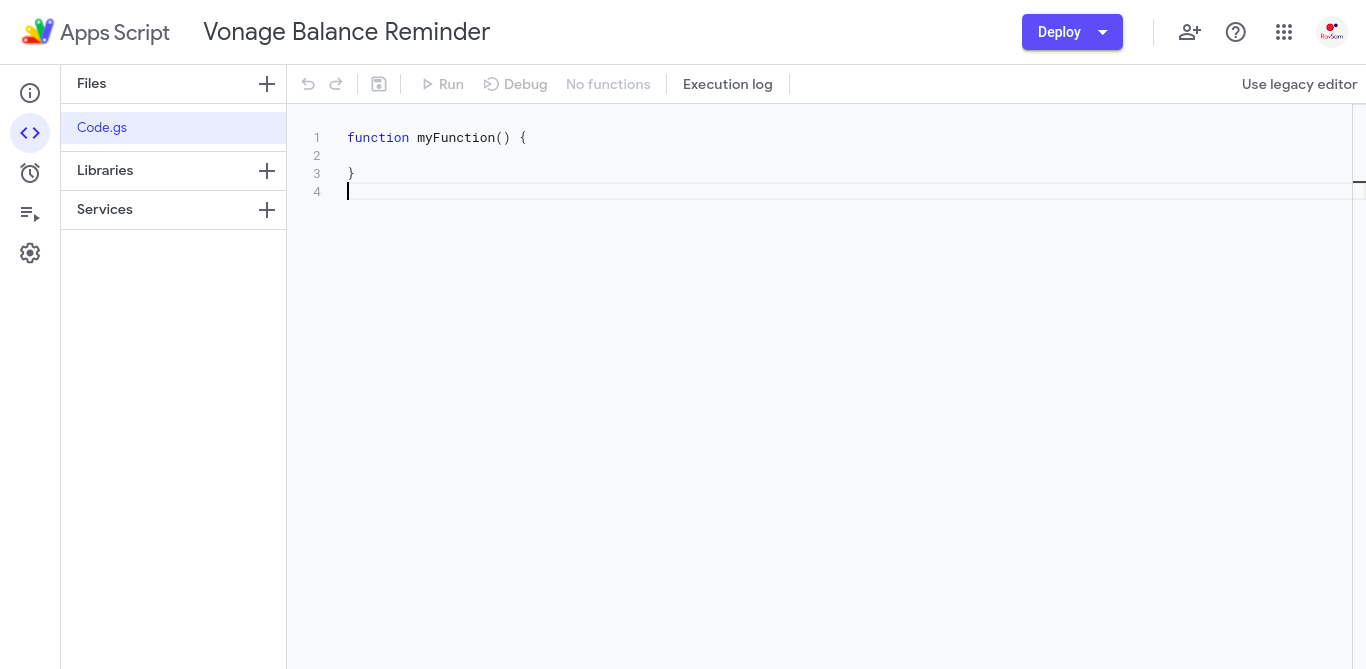 Apps Script Vonage Balance Reminder Deploy
Files Run Debug No functions Execution log Use legacy editor
Code.gs
Libraries
Services
1 function myFunction() {
2
3 }
4